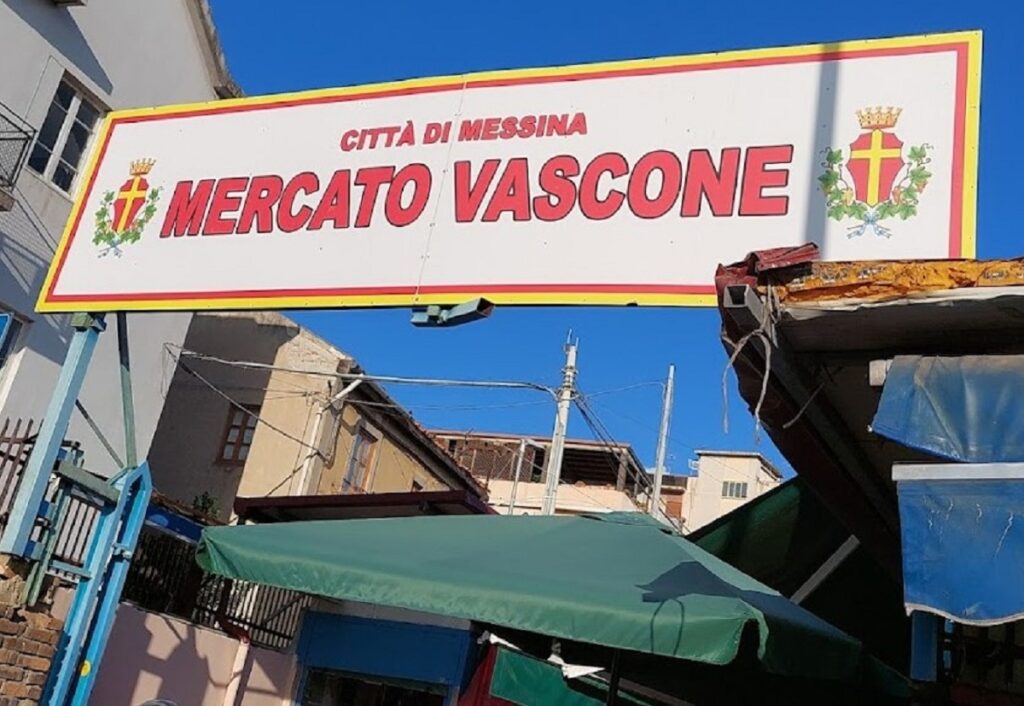 CITTÀ DI MESSINA
MERCATO VASCONE